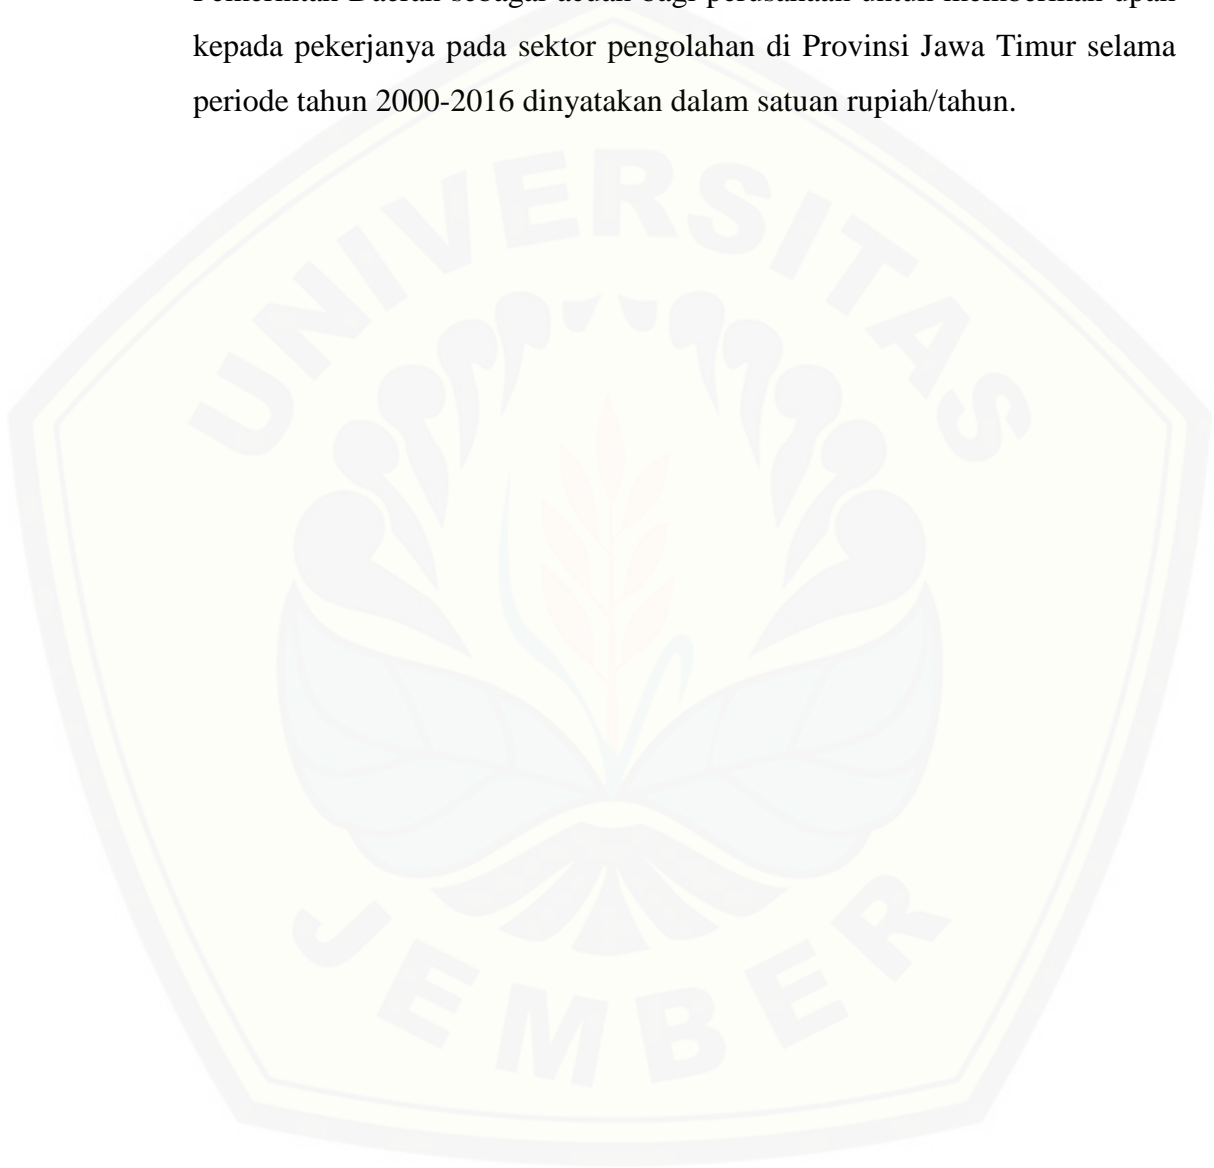 kepada pekerjanya pada sektor pengolahan di Provinsi Jawa Timur selama
periode tahun 2000-2016 dinyatakan dalam satuan rupiah/tahun.
UNIVERSITAS
JEMBER